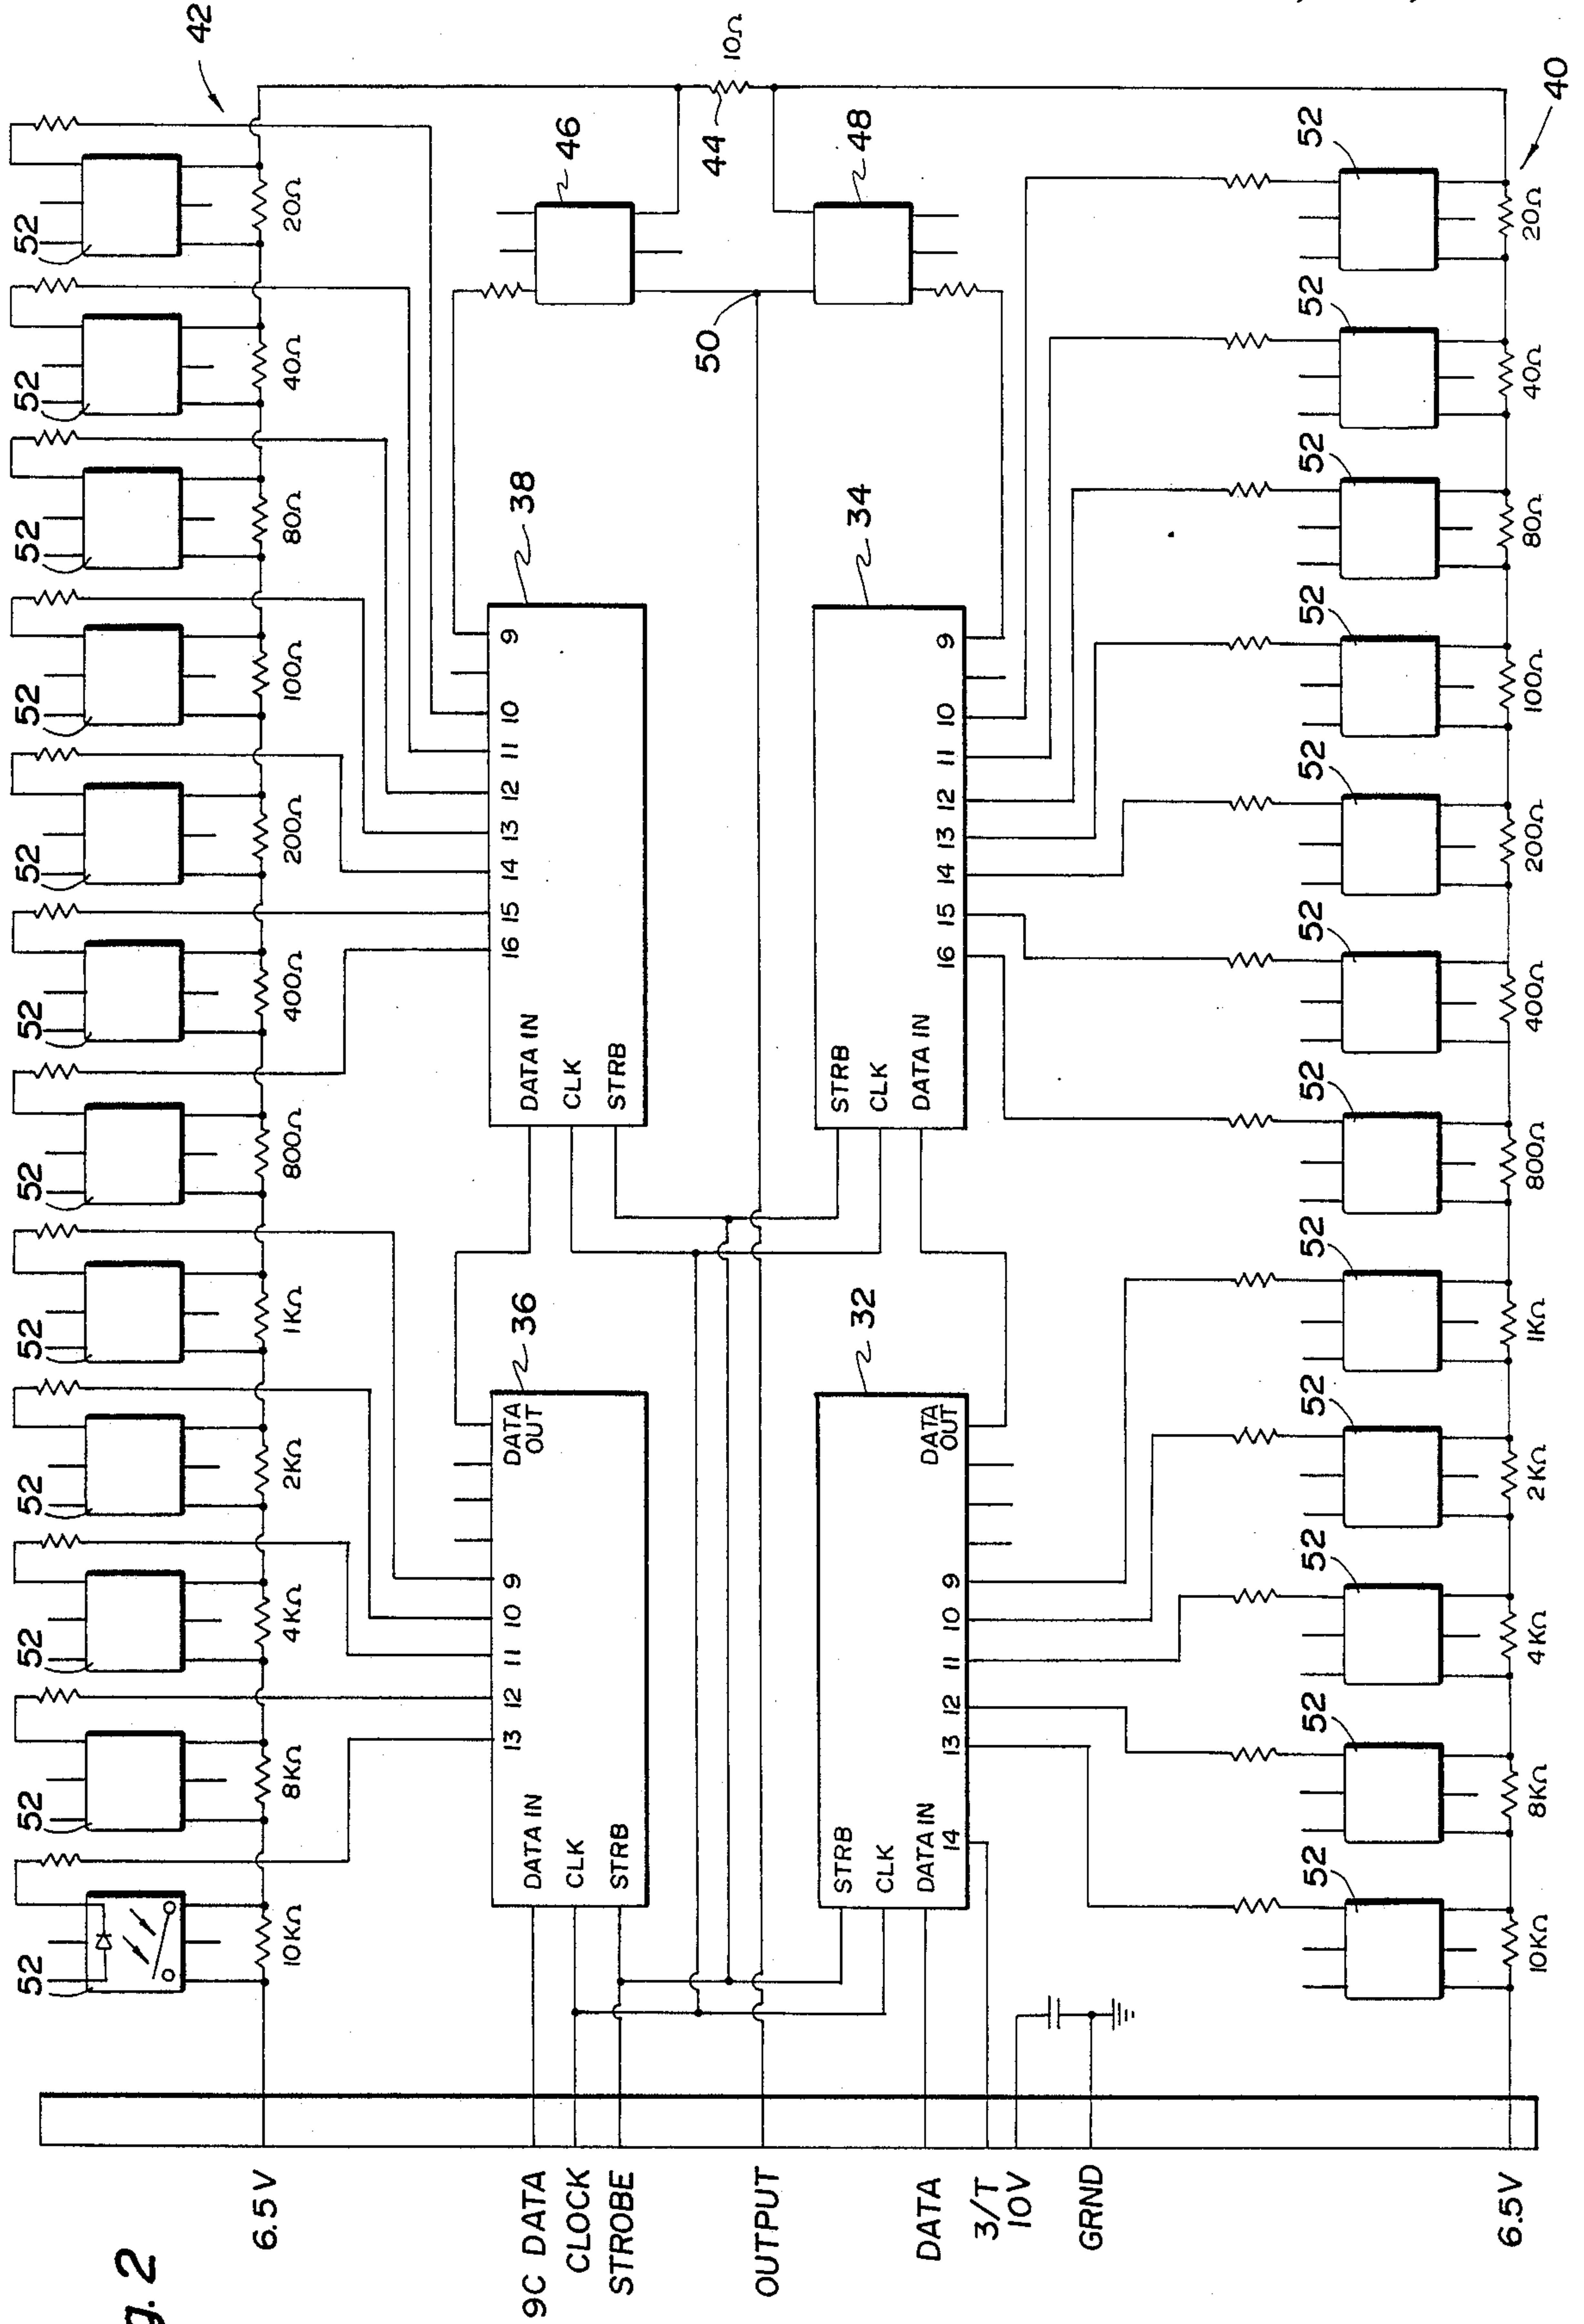 g. 2
42
52
52
52
52
52
52
52
52
52
52
52
52
10KΩ
8KΩ
4KΩ
2KΩ
1KΩ
800Ω
400Ω
200Ω
100Ω
80Ω
40Ω
20Ω
6.5V
36
DATA IN
CLK
STRB
13
12
11
10
9
DATA OUT
38
DATA IN
CLK
STRB
16
15
14
13
12
11
10
9
46
44
10Ω
50
48
9C DATA
CLOCK
STROBE
OUTPUT
DATA
3/T
10V
GRND
32
STRB
CLK
DATA IN
14
13
12
11
10
9
DATA OUT
34
STRB
CLK
DATA IN
16
15
14
13
12
11
10
9
52
52
52
52
52
52
52
52
52
52
52
52
6.5V
10KΩ
8KΩ
4KΩ
2KΩ
1KΩ
800Ω
400Ω
200Ω
100Ω
80Ω
40Ω
20Ω
40